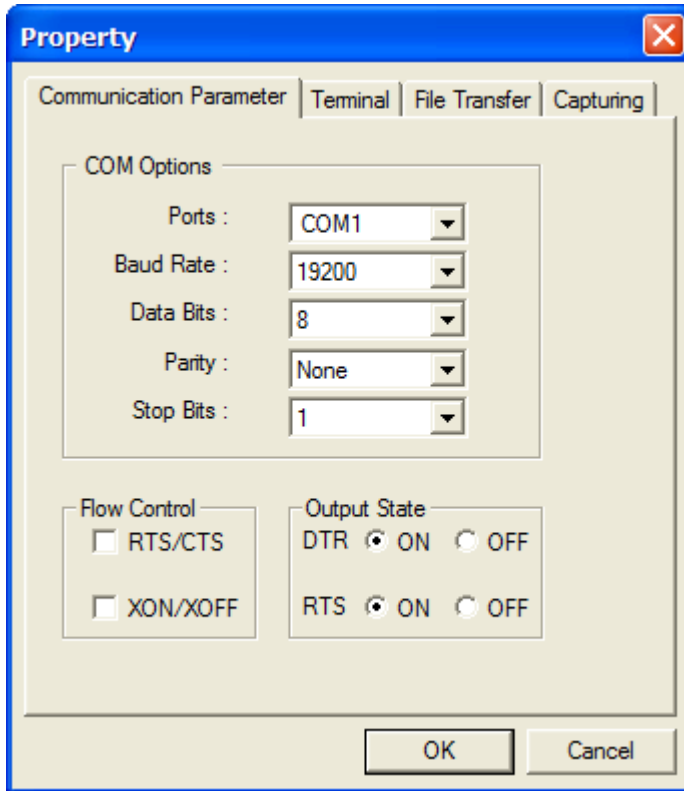 Property
Communication Parameter Terminal File Transfer Capturing
COM Options
Ports : COM1
Baud Rate : 19200
Data Bits : 8
Parity : None
Stop Bits : 1
Flow Control
RTS/CTS
XON/XOFF
Output State
DTR ON OFF
RTS ON OFF
OK Cancel